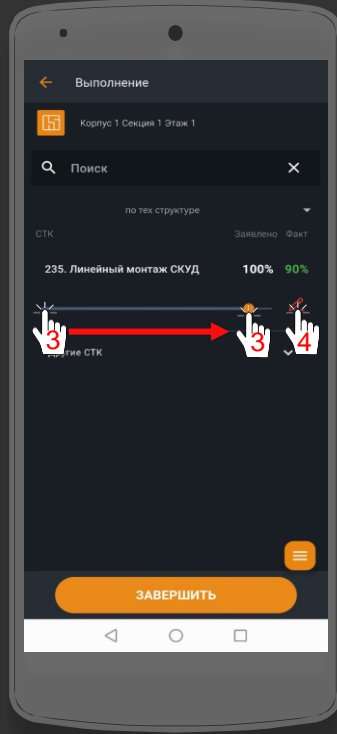 Выполнение
Корпус 1 Секция 1 Этаж 1
Поиск
по тех структуре
СТК Заявлено Факт
235. Линейный монтаж СКУД 100% 90%
3 3 4
Другие СТК
ЗАВЕРШИТЬ